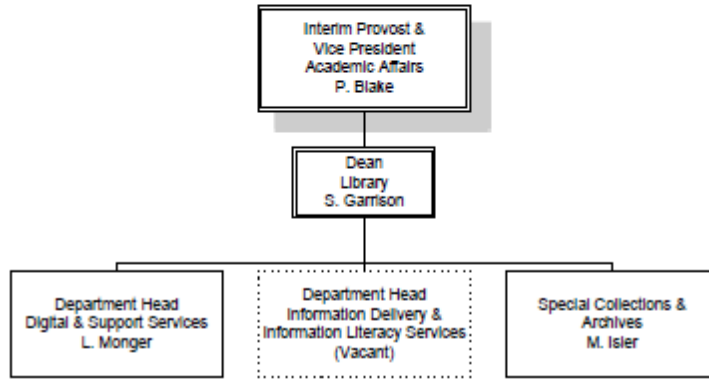 Interim Provost &
Vice President
Academic Affairs
P. Blake
Dean
Library
S. Garrison
Department Head
Digital & Support Services
L. Monger
Department Head
Information Delivery &
Information Literacy Services
(Vacant)
Special Collections &
Archives
M. Isler